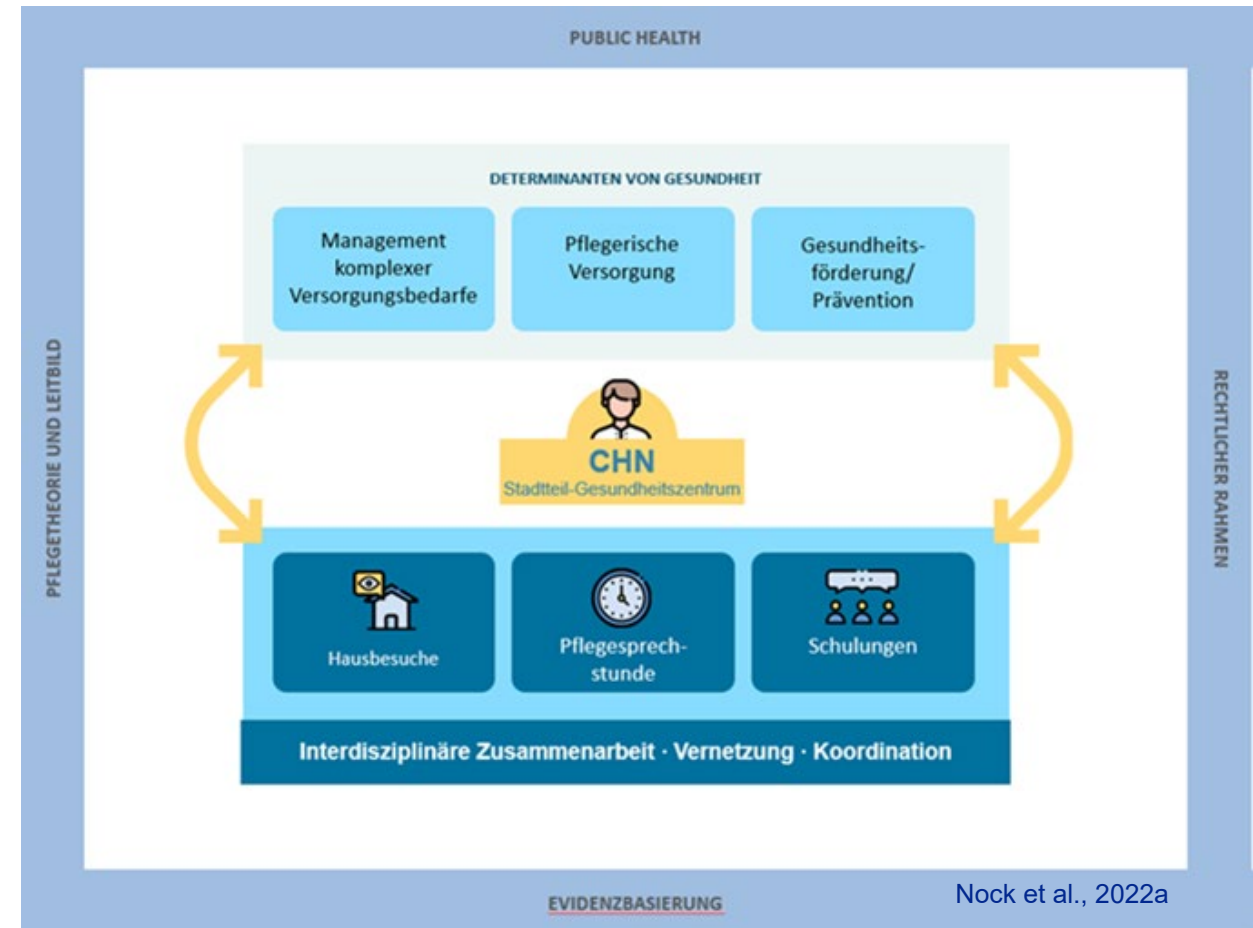 PUBLIC HEALTH
DETERMINANTEN VON GESUNDHEIT
Management
komplexer
Versorgungsbedarfe
Pflegerische
Versorgung
Gesundheits-
förderung/
Prävention
PFLEGETHEORIE UND LEITBILD
RECHTLICHER RAHMEN
CHN
Stadtteil-Gesundheitszentrum
Hausbesuche
Pflegesprech-
stunde
Schulungen
Interdisziplinäre Zusammenarbeit · Vernetzung · Koordination
EVIDENZBASIERUNG
Nock et al., 2022a